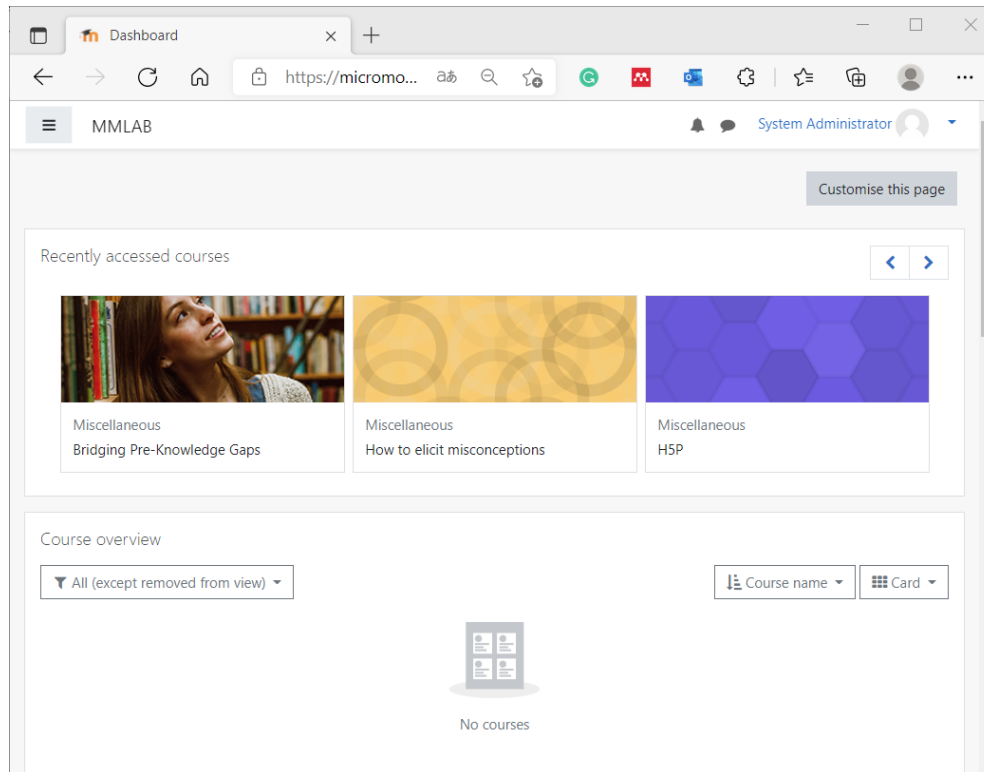 Dashboard
https://micromo...
MMLAB
System Administrator
Customise this page
Recently accessed courses
Miscellaneous
Bridging Pre-Knowledge Gaps
Miscellaneous
How to elicit misconceptions
Miscellaneous
H5P
Course overview
All (except removed from view)
Course name
Card
No courses